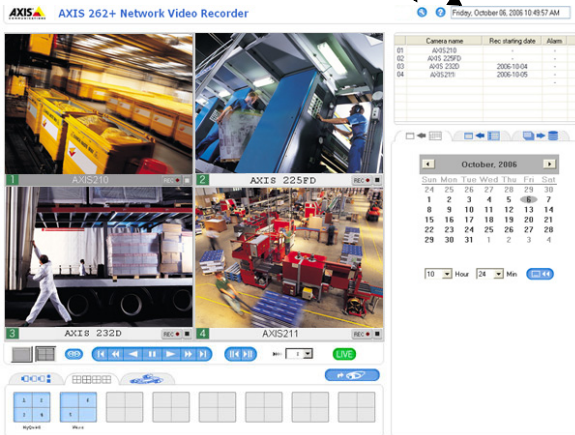 AXIS COMMUNICATIONS AXIS 262+ Network Video Recorder
Friday, October 06, 2006 10:49:57 AM
Camera name Rec starting date Alarm
01 AXIS210 - -
02 AXIS 225FD - -
03 AXIS 232D 2006-10-04 -
04 AXIS211 2006-10-05 -
1 AXIS210 REC
2 AXIS 225FD REC
3 AXIS 232D REC
4 AXIS211 REC
October, 2006
Sun Mon Tue Wed Thu Fri Sat
24 25 26 27 28 29 30
1 2 3 4 5 6 7
8 9 10 11 12 13 14
15 16 17 18 19 20 21
22 23 24 25 26 27 28
29 30 31 1 2 3 4
10 Hour 24 Min
LIVE
MyQuad